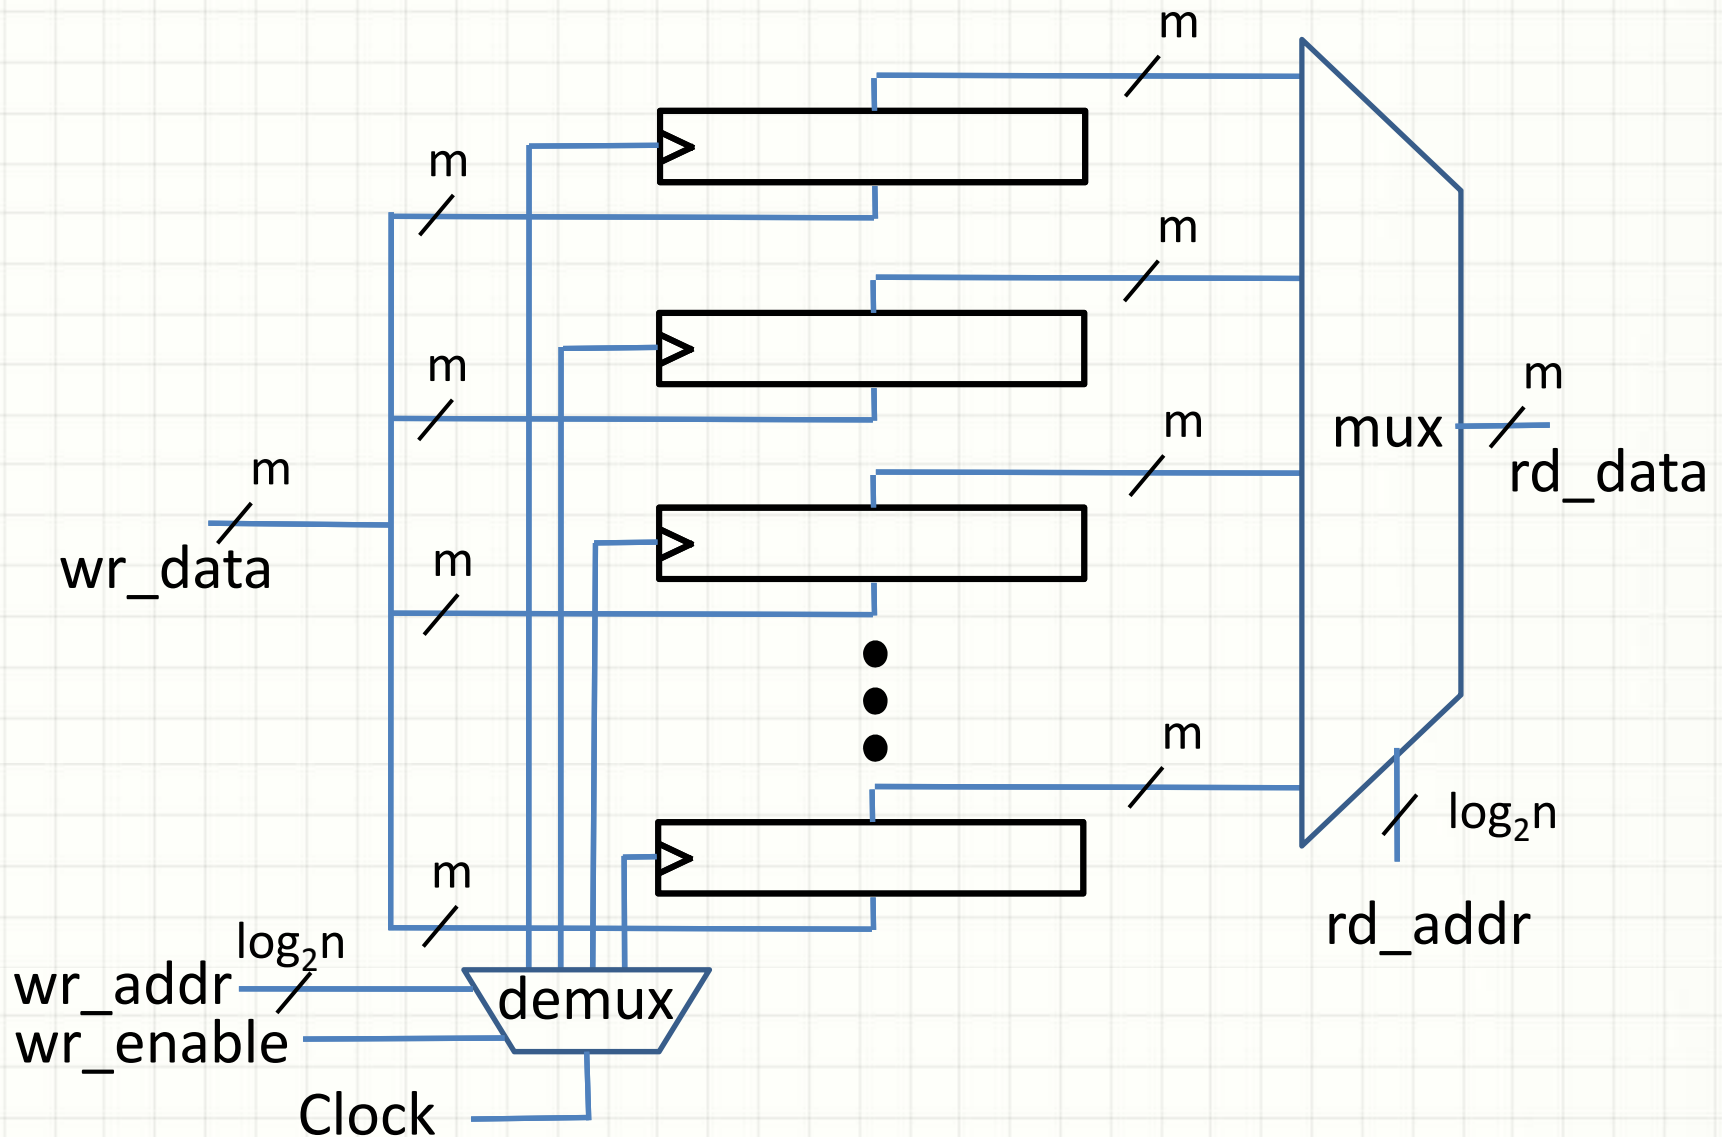 m
m
m
m
m
mux
m
rd_data
m
m
wr_data
m
m
log₂n
m
rd_addr
log₂n
wr_addr
demux
wr_enable
Clock